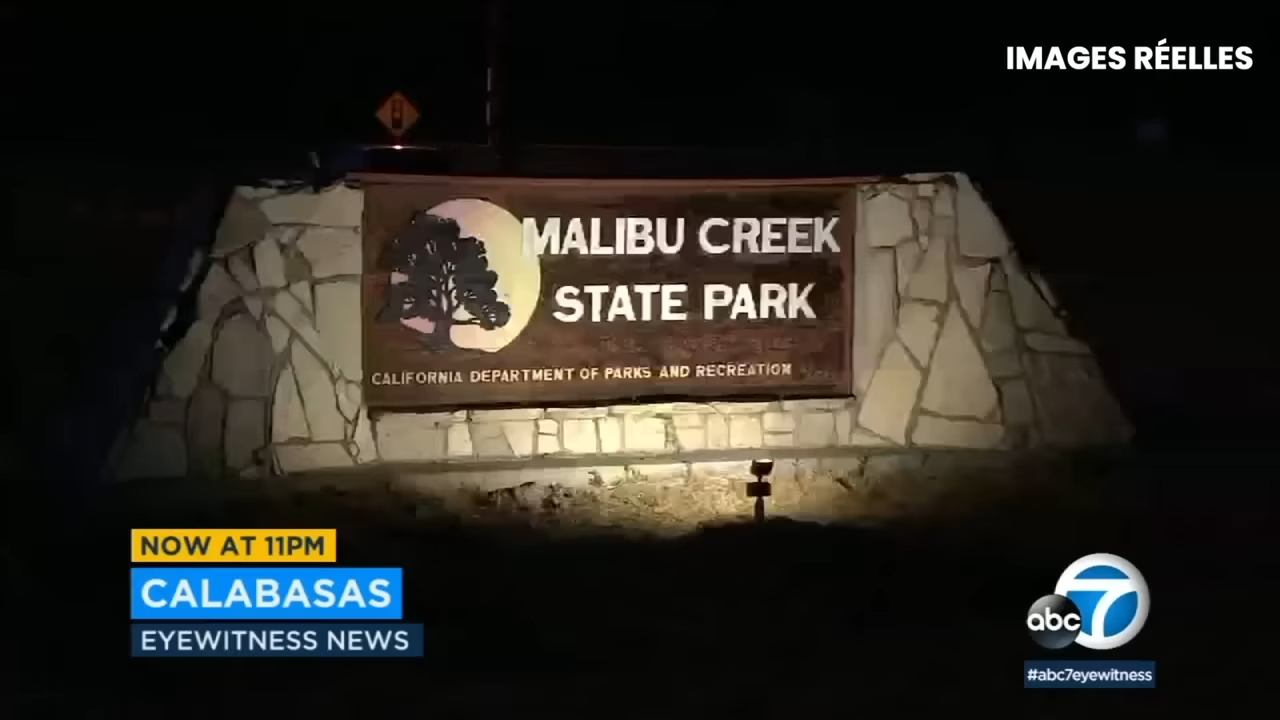 IMAGES RÉELLES
MALIBU CREEK
STATE PARK
CALIFORNIA DEPARTMENT OF PARKS AND RECREATION
NOW AT 11PM
CALABASAS
EYEWITNESS NEWS
abc 7
#abc7eyewitness